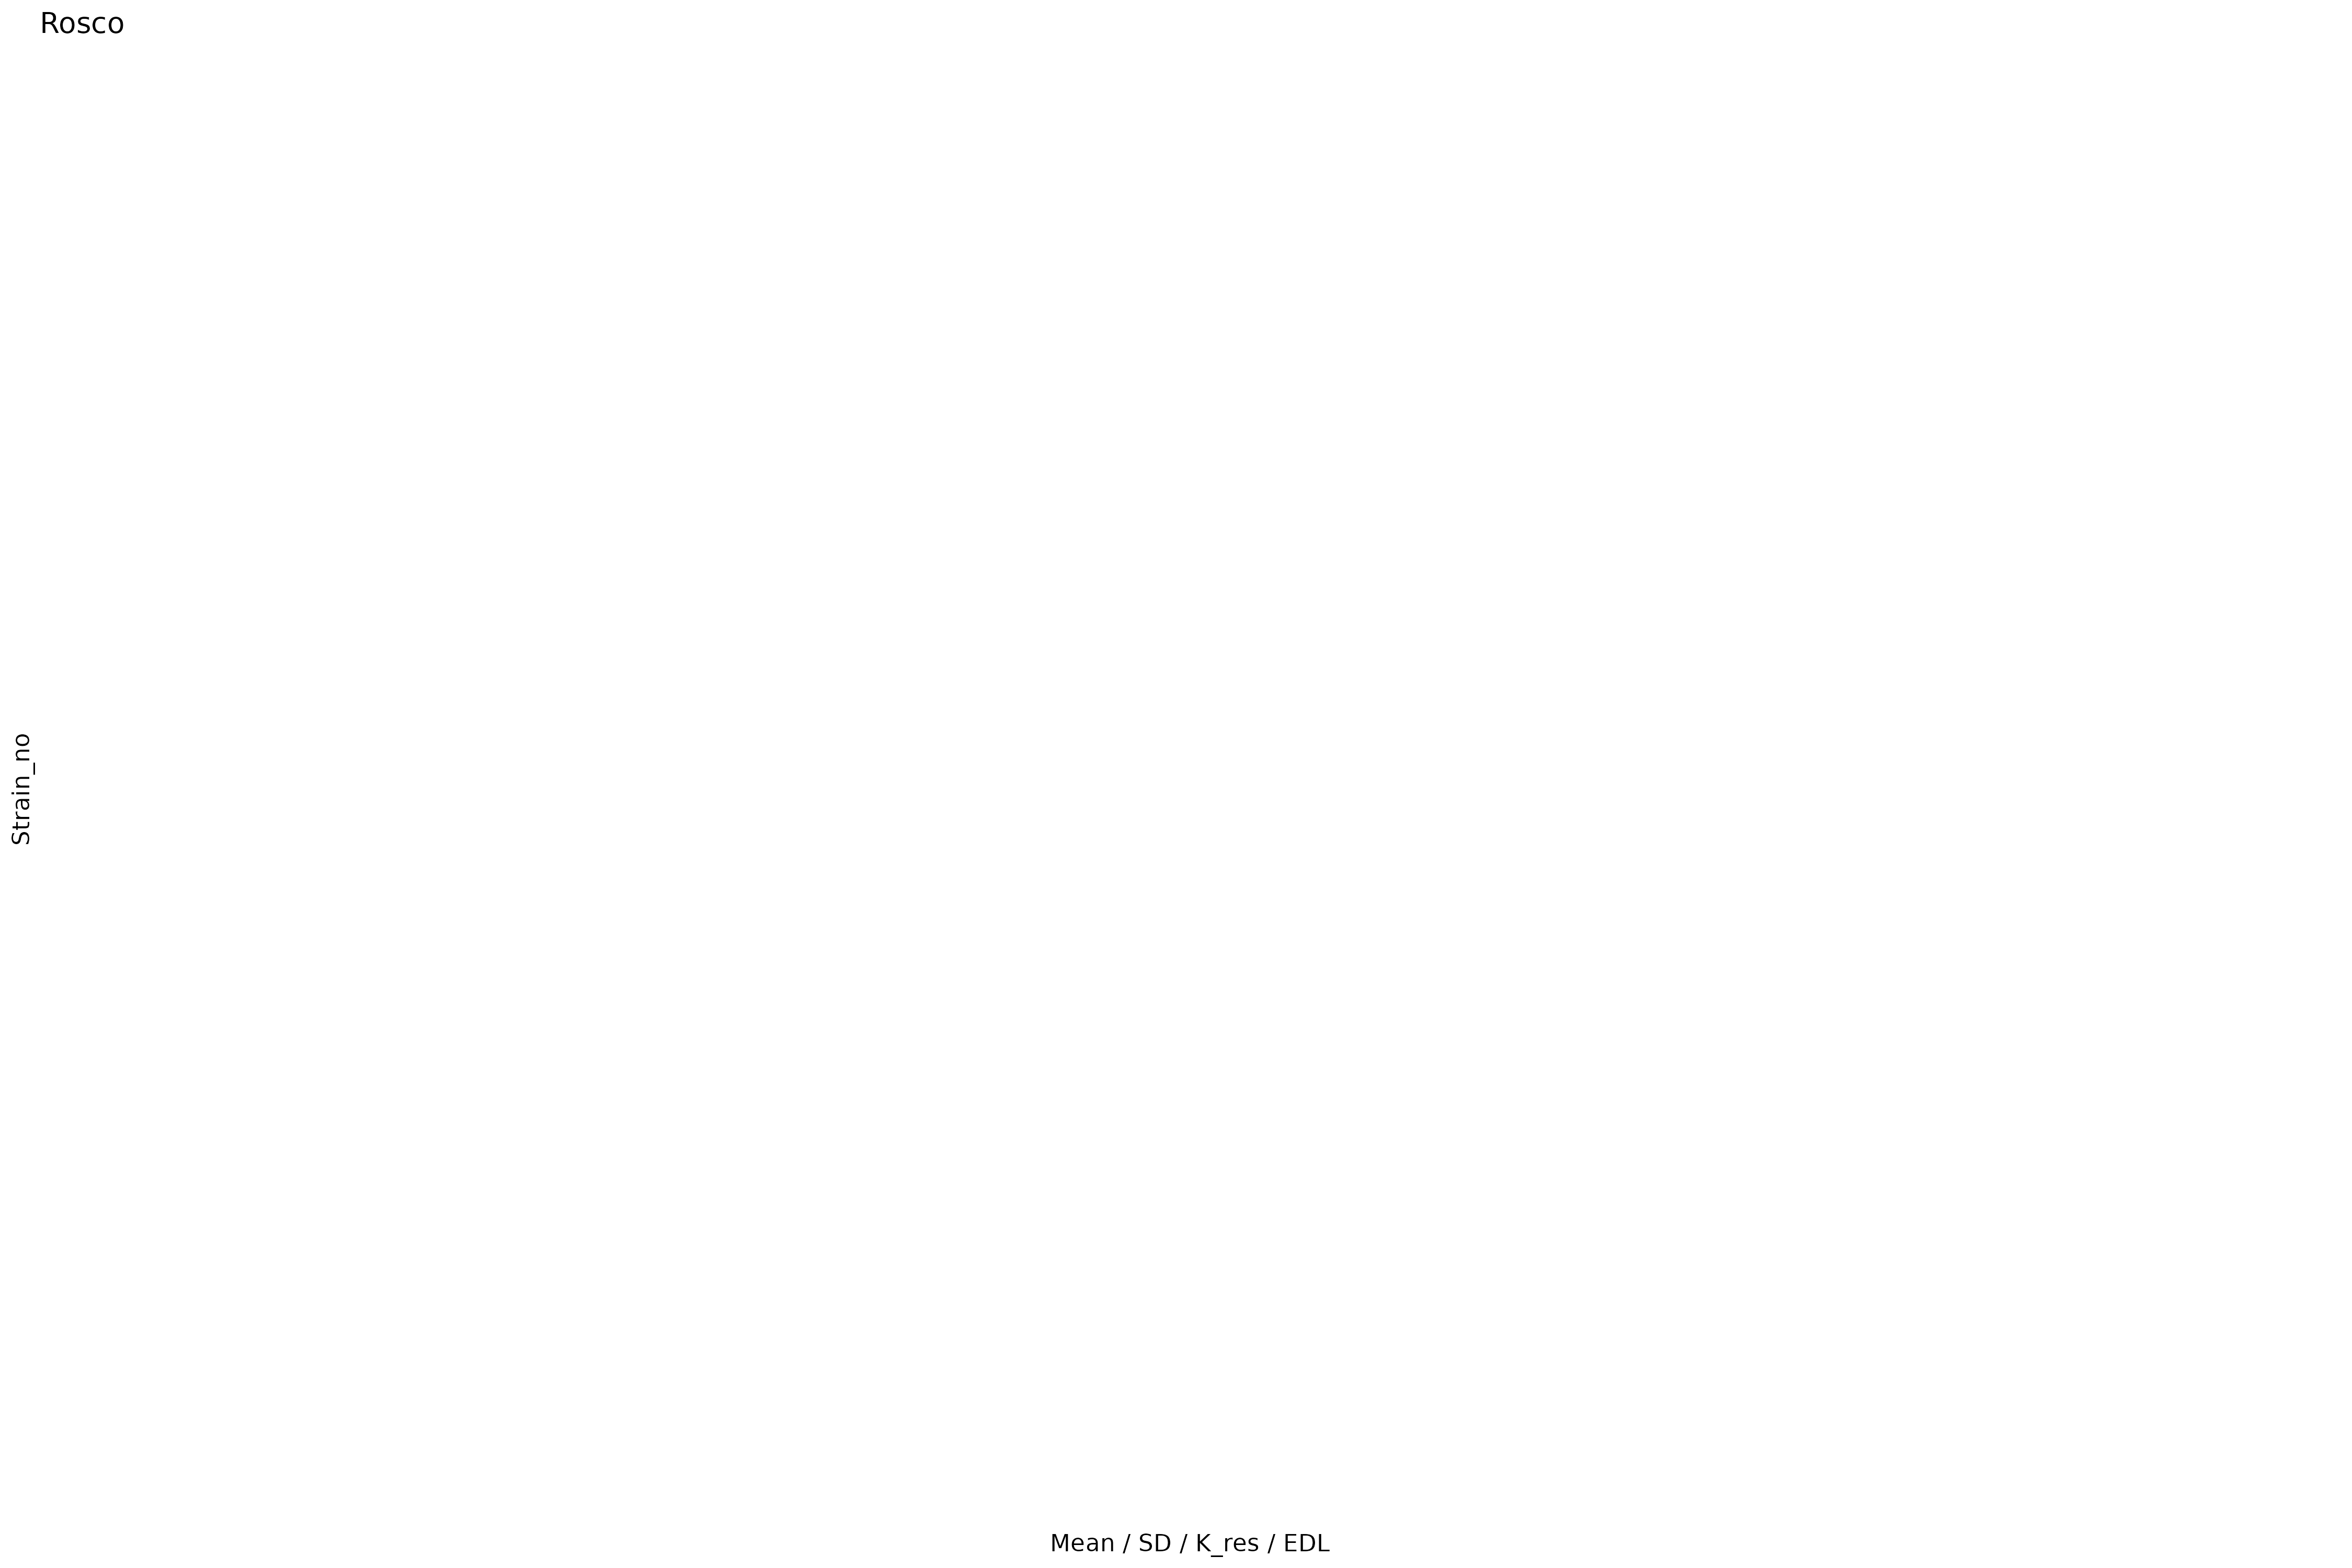 Rosco
Strain_no
Mean / SD / K_res / EDL